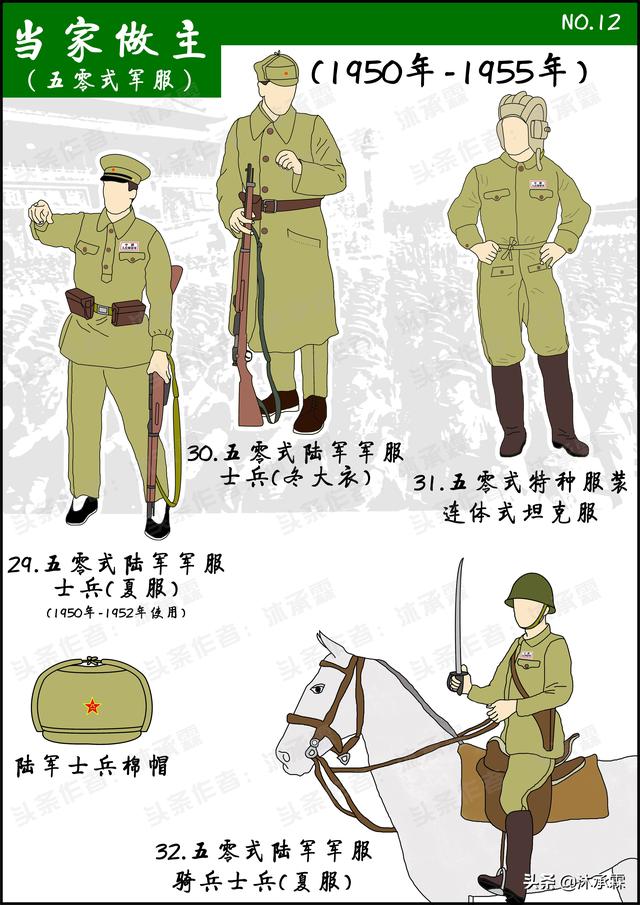 当家做主
(五零式军服)
NO.12
(1950年-1955年)
30.五零式陆军军服
士兵(冬大衣)
31.五零式特种服装
连体式坦克服
29.五零式陆军军服
士兵(夏服)
(1950年-1952年使用)
陆军士兵棉帽
32.五零式陆军军服
骑兵士兵(夏服)
头条作者：沐承霖
头条@沐承霖